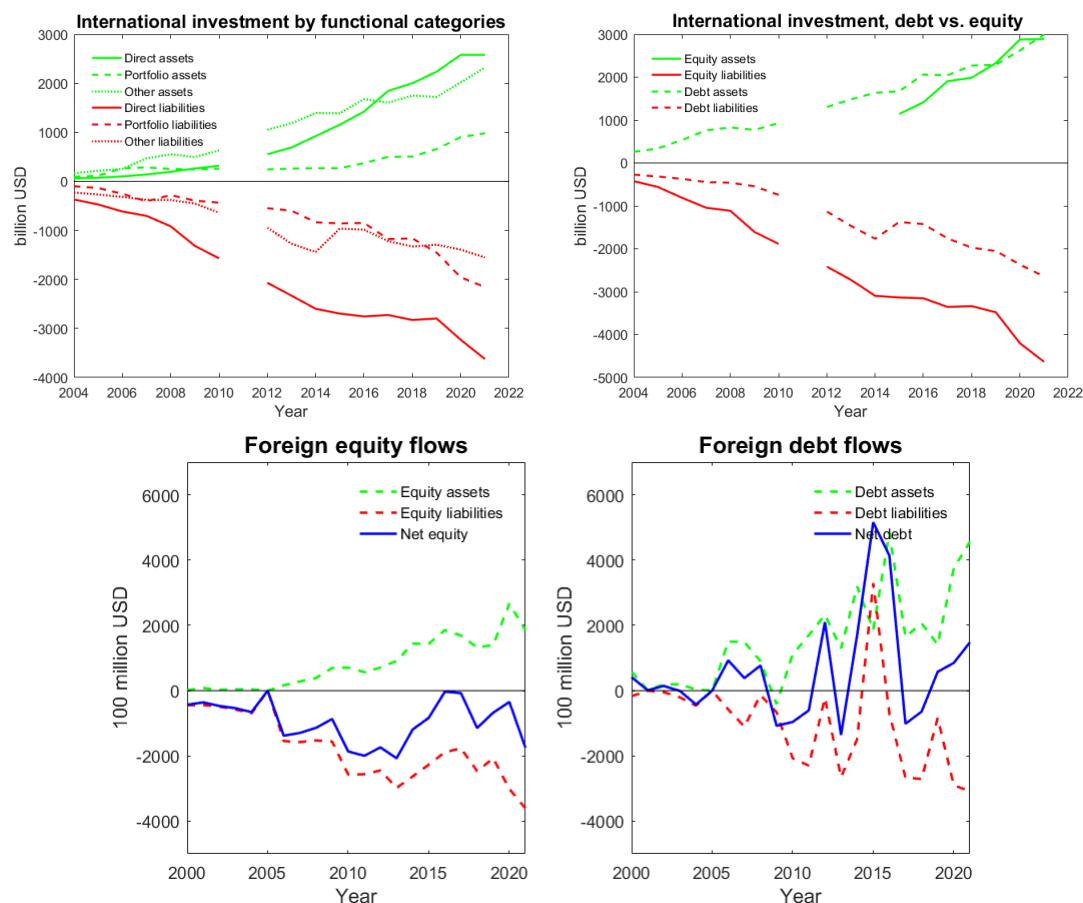 International investment by functional categories
3000
2000
1000
0
-1000
-2000
-3000
-4000
billion USD
Direct assets
Portfolio assets
Other assets
Direct liabilities
Portfolio liabilities
Other liabilities
2004 2006 2008 2010 2012 2014 2016 2018 2020 2022
Year
International investment, debt vs. equity
3000
2000
1000
0
-1000
-2000
-3000
-4000
-5000
billion USD
Equity assets
Equity liabilities
Debt assets
Debt liabilities
2004 2006 2008 2010 2012 2014 2016 2018 2020 2022
Year
Foreign equity flows
6000
4000
2000
0
-2000
-4000
100 million USD
Equity assets
Equity liabilities
Net equity
2000 2005 2010 2015 2020
Year
Foreign debt flows
6000
4000
2000
0
-2000
-4000
100 million USD
Debt assets
Debt liabilities
Net debt
2000 2005 2010 2015 2020
Year